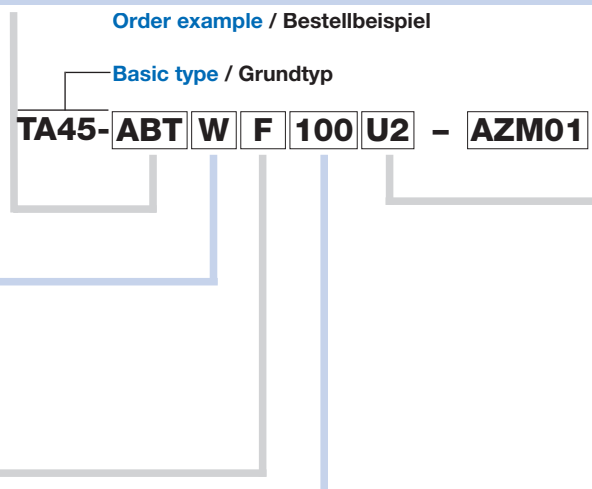 Order example / Bestellbeispiel
Basic type / Grundtyp
TA45- ABT W F 100 U2 – AZM01